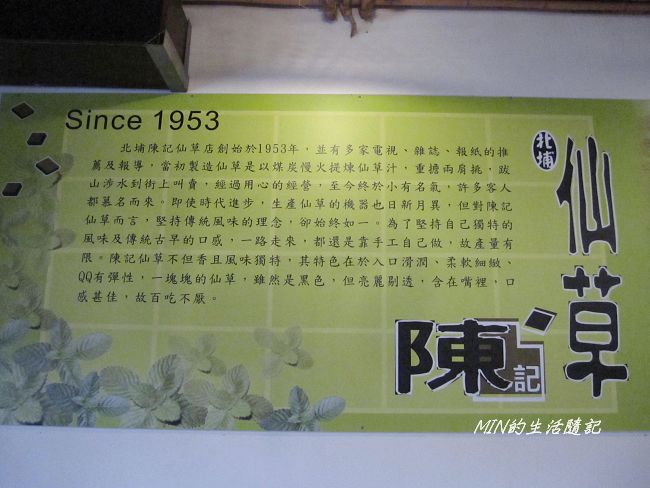 Since 1953
北埔陳記仙草店創始於1953年，並有多家電視、雜誌、報紙的推
薦及報導，當初製造仙草是以煤炭慢火提煉仙草汁，重擔兩肩挑，跋
山涉水到街上叫賣，經過用心的經營，至今終於小有名氣，許多客人
都慕名而來。即使時代進步，生產仙草的機器也日新月異，但對陳記
仙草而言，堅持傳統風味的理念，卻始終如一。為了堅持自己獨特的
風味及傳統古早的口感，一路走來，都還是靠手工自己做，故產量有
限。陳記仙草不但香且風味獨特，其特色在於入口滑潤、柔軟細緻、
QQ有彈性，一塊塊的仙草，雖然是黑色，但亮麗剔透，含在嘴裡，口
感甚佳，故百吃不厭。
北埔
仙草
陳記
MIN的生活隨記